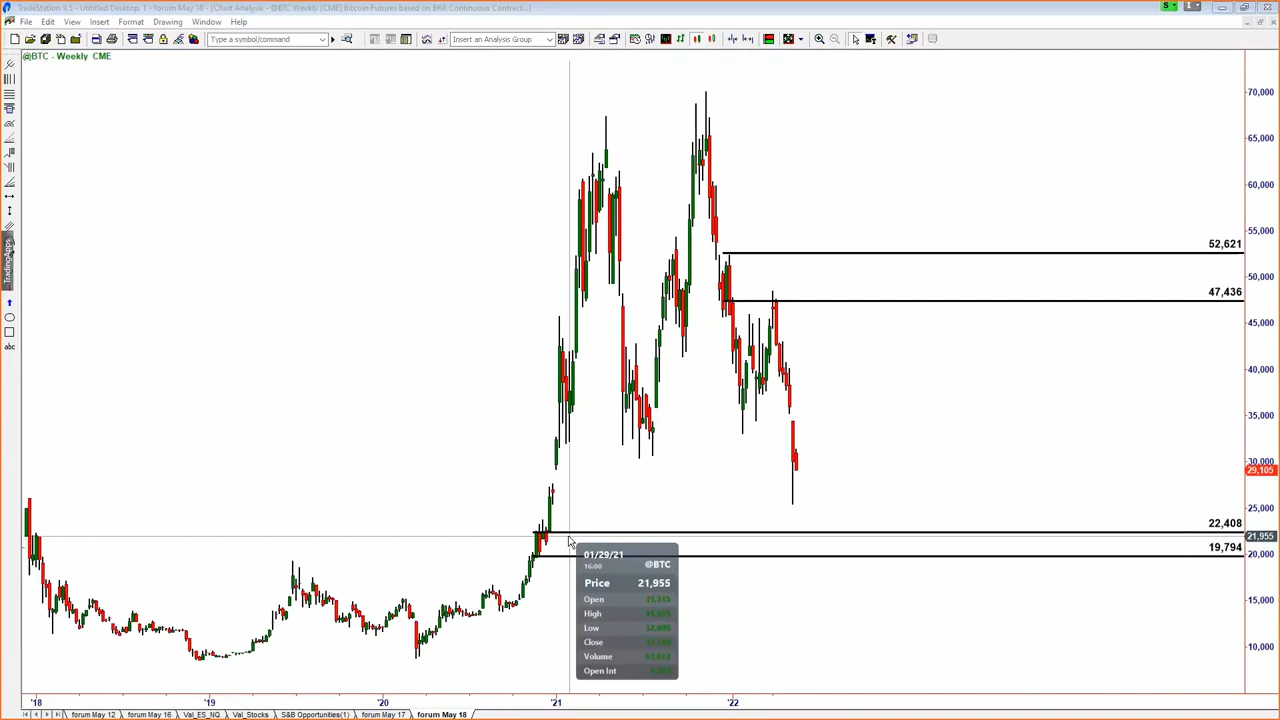 TradeStation 9.5 - Untitled Desktop: 1 - forum May 18 - [Chart Analysis - @BTC Weekly [CME] Bitcoin Futures based on BRR Continuous Contract...]
File Edit View Insert Format Drawing Window Help
Type a symbol/command
Insert an Analysis Group
@BTC - Weekly CME
TradingApps
abc
70,000
65,000
60,000
55,000
52,621
50,000
47,436
45,000
40,000
35,000
30,000
29,105
25,000
22,408
21,955
20,000
19,794
15,000
10,000
01/29/21
16:00 @BTC
Price 21,955
Open
High
Low
Close
Volume
Open Int
'18 '19 '20 '21 '22
forum May 12 forum May 16 Val_ES_NQ Val_Stocks S&B Opportunities(1) forum May 17 forum May 18